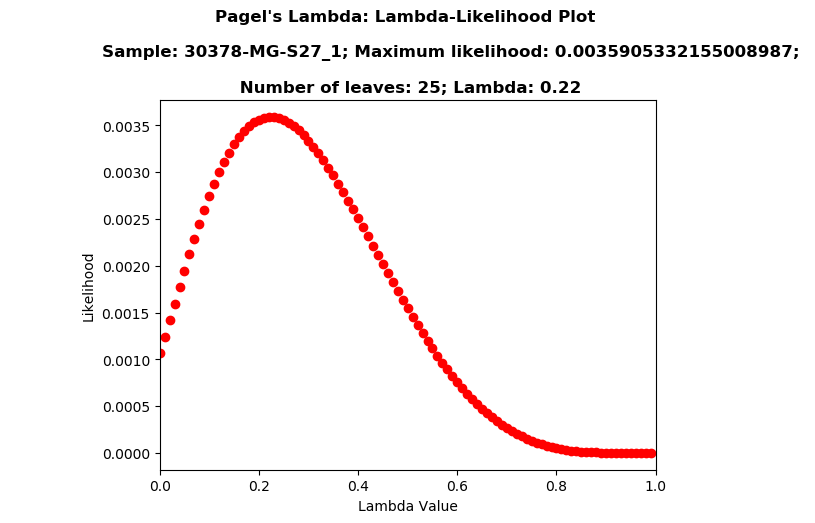 Pagel's Lambda: Lambda-Likelihood Plot
Sample: 30378-MG-S27_1; Maximum likelihood: 0.0035905332155008987;
Number of leaves: 25; Lambda: 0.22
0.0035
0.0030
0.0025
0.0020
0.0015
0.0010
0.0005
0.0000
Likelihood
0.0 0.2 0.4 0.6 0.8 1.0
Lambda Value